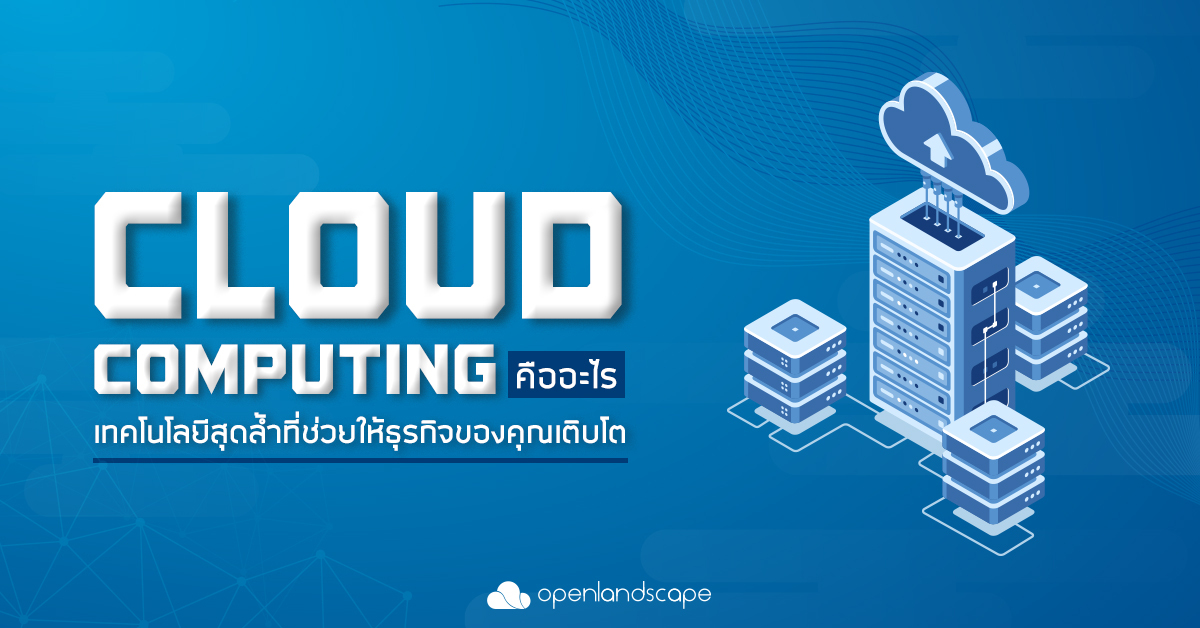 CLOUD
COMPUTING คืออะไร
เทคโนโลยีสุดล้ำที่ช่วยให้ธุรกิจของคุณเติบโต
openlandscape